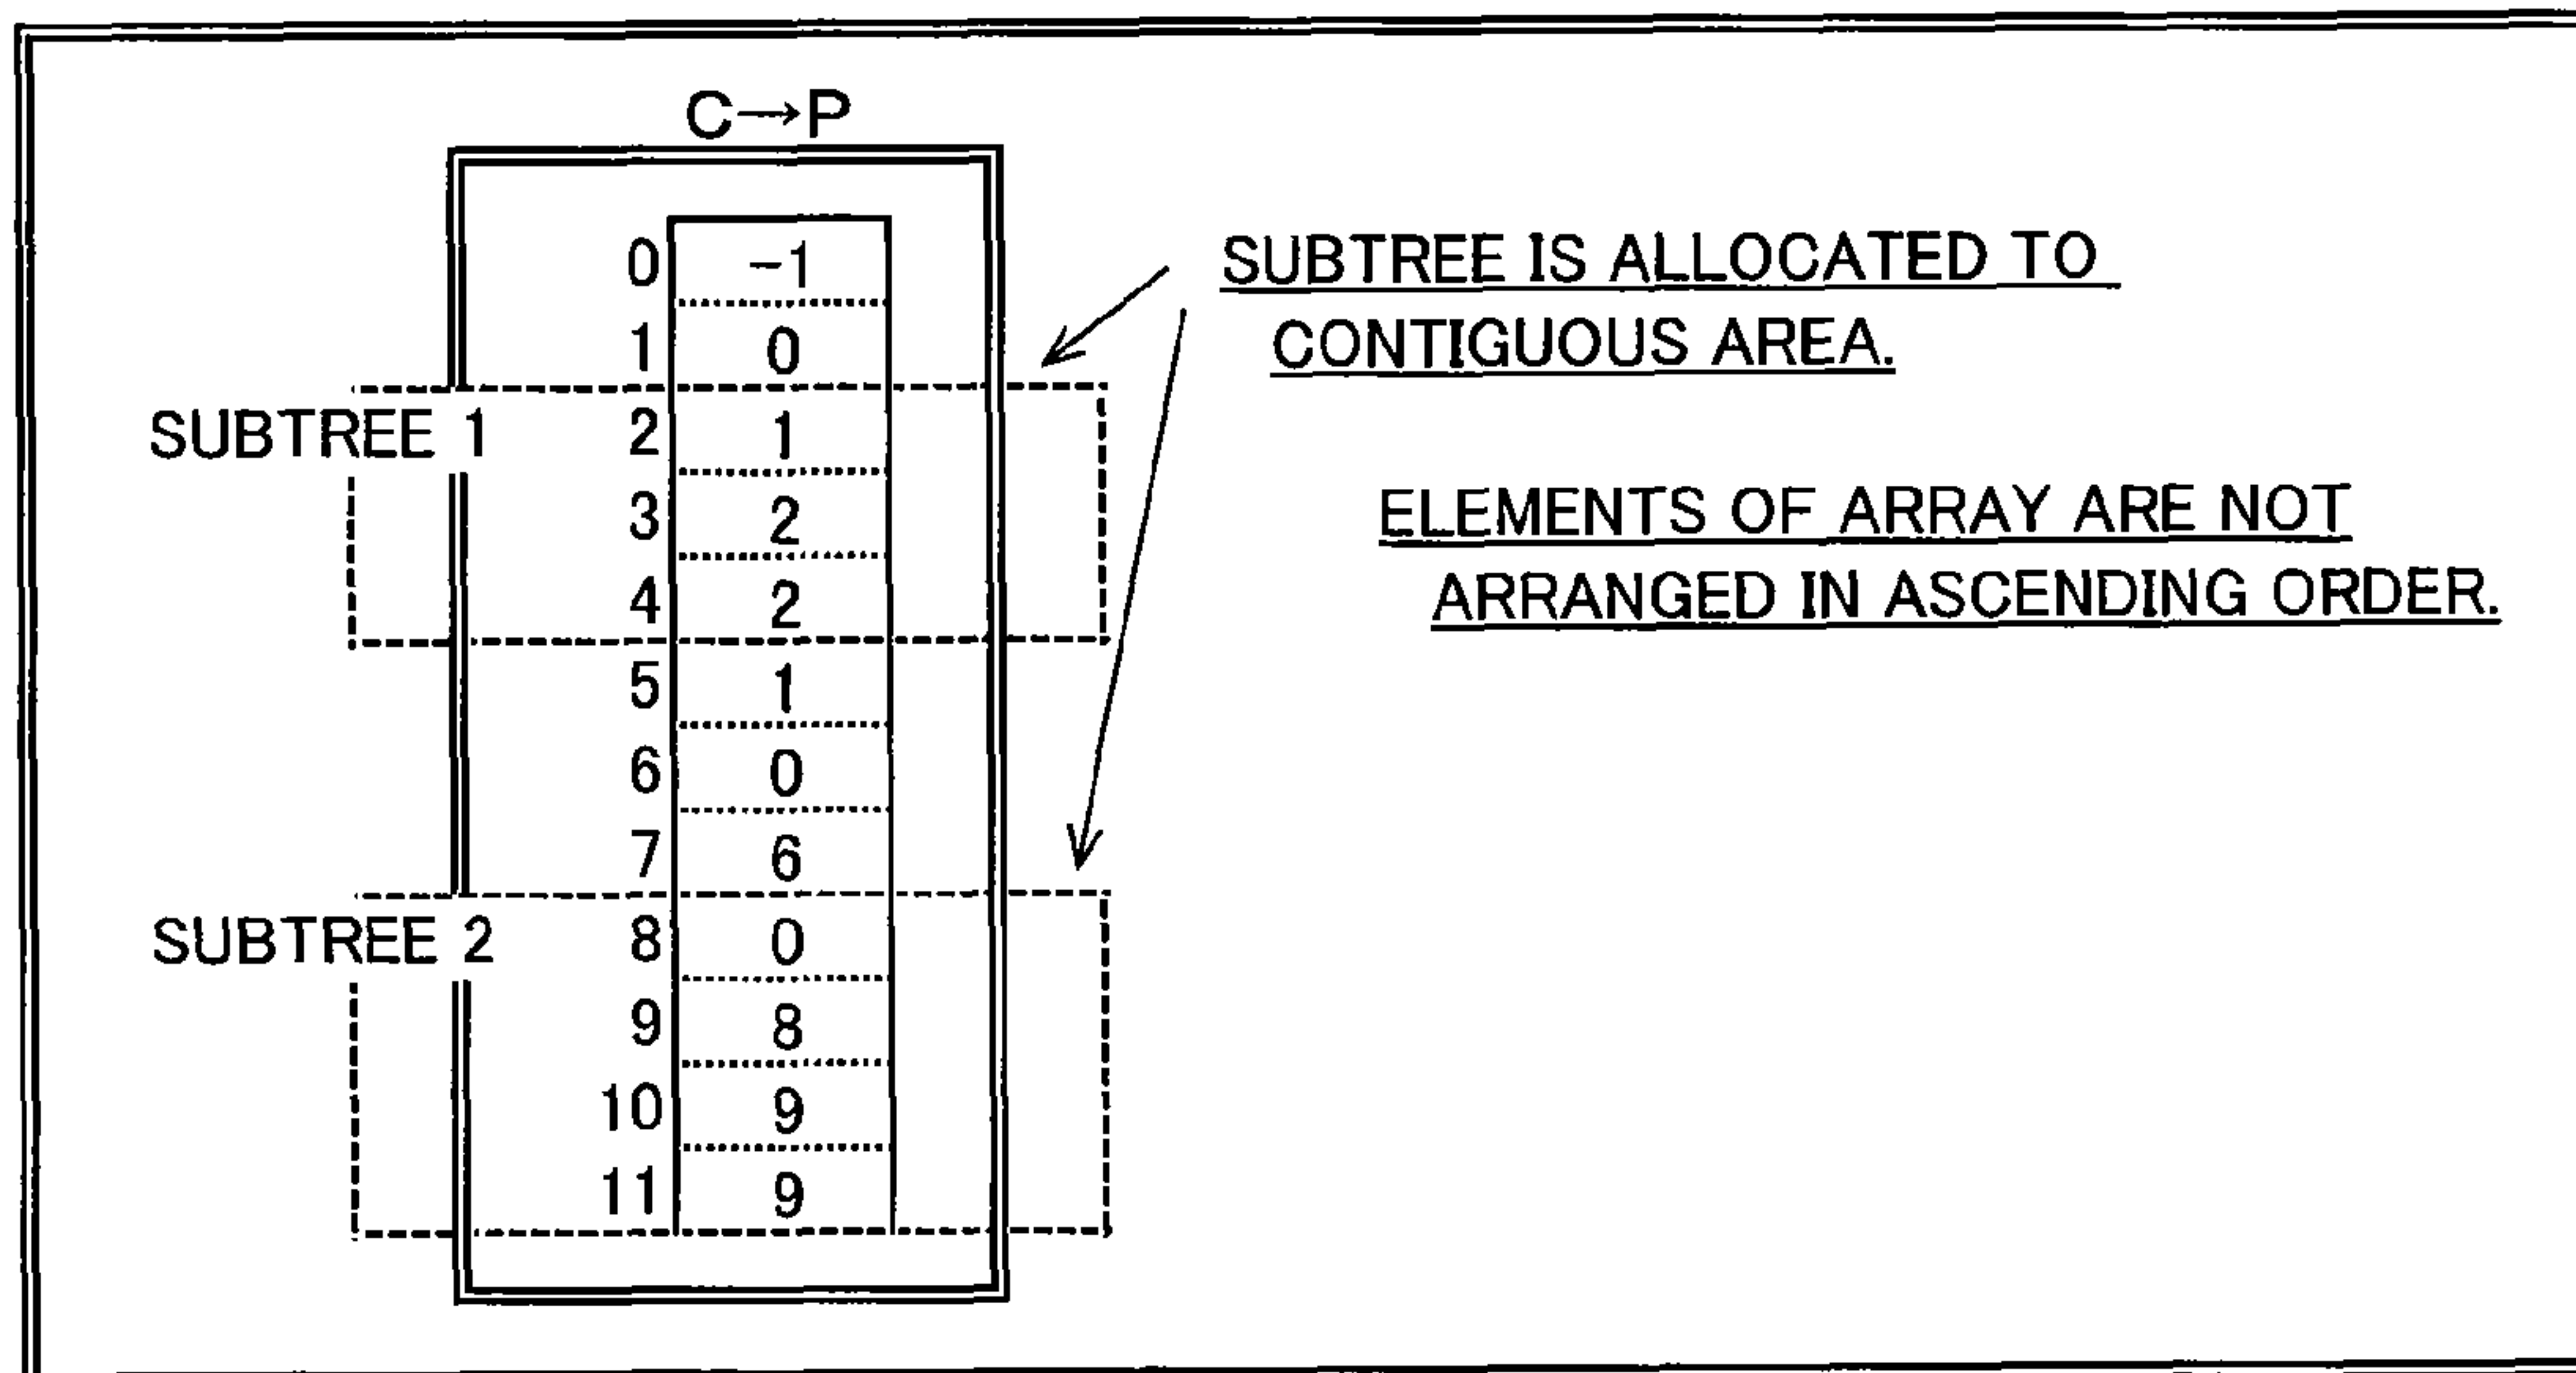 C→P
0 -1
1 0
SUBTREE 1 2 1
3 2
4 2
5 1
6 0
7 6
SUBTREE 2 8 0
9 8
10 9
11 9
SUBTREE IS ALLOCATED TO
CONTIGUOUS AREA.
ELEMENTS OF ARRAY ARE NOT
ARRANGED IN ASCENDING ORDER.